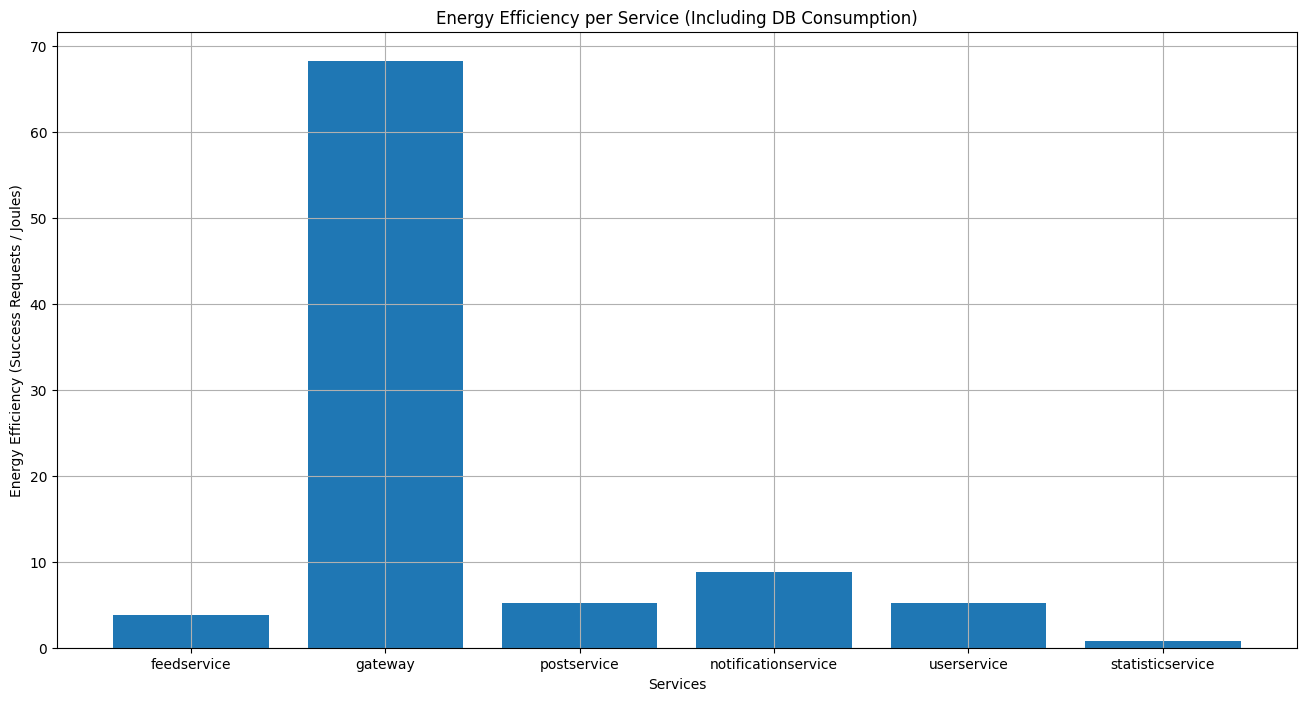 Energy Efficiency per Service (Including DB Consumption)
Energy Efficiency (Success Requests / Joules)
70
60
50
40
30
20
10
0
feedservice
gateway
postservice
notificationservice
userservice
statisticservice
Services